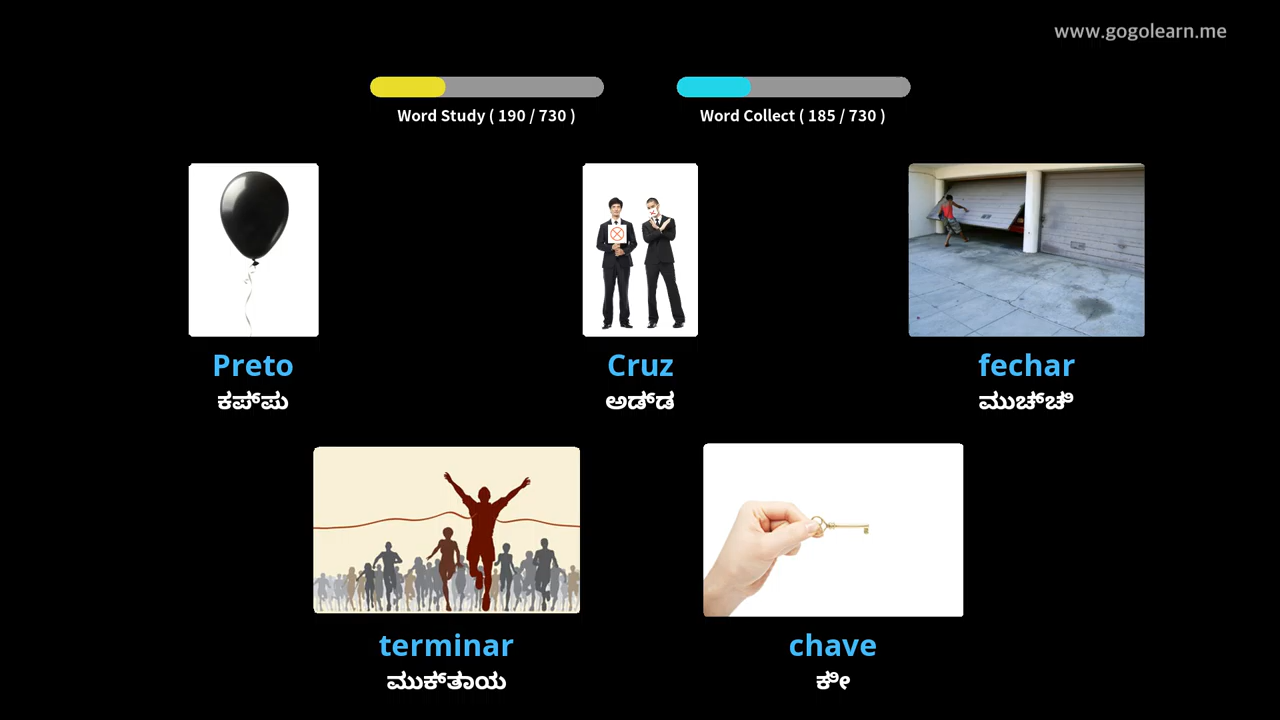 www.gogolearn.me
Word Study ( 190 / 730 )
Word Collect ( 185 / 730 )
Preto
ಕಪ್ಪು
Cruz
ಅಡ್ಡ
fechar
ಮುಚ್ಚಿ
terminar
ಮುಕ್ತಾಯ
chave
ಕೀ